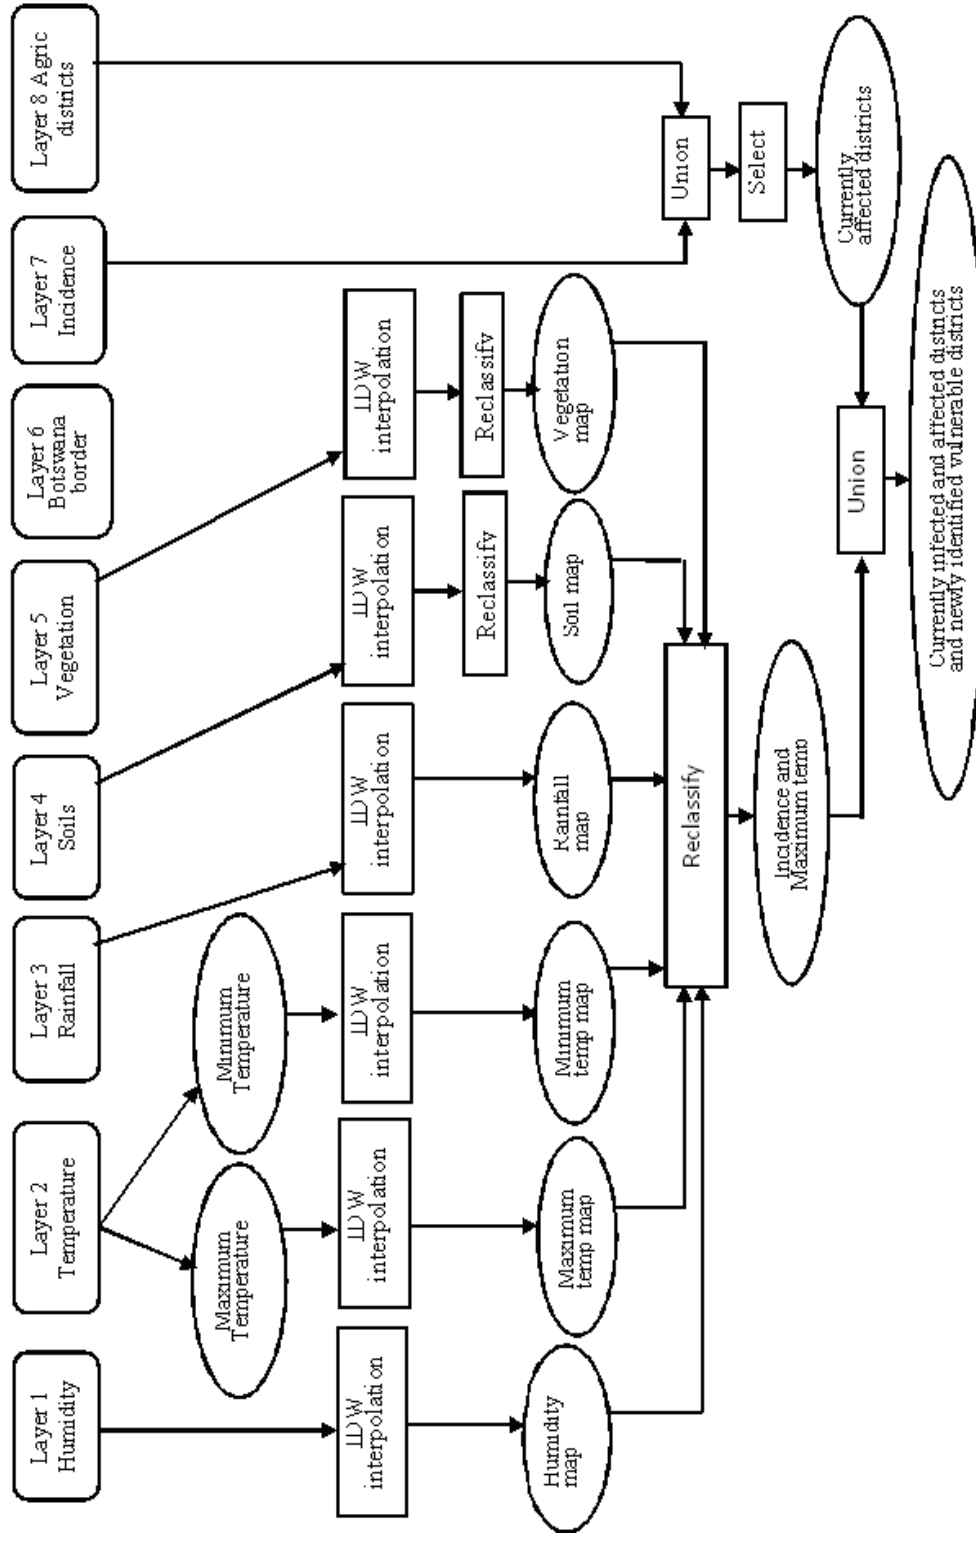 Layer 1
Humidity
Layer 2
Temperature
Layer 3
Rainfall
Layer 4
Soils
Layer 5
Vegetation
Layer 6
Botswana
border
Layer 7
Incidence
Layer 8 Agric
districts
Maximum
Temperature
Minimum
Temperature
IDW
interpolation
IDW
interpolation
IDW
interpolation
IDW
interpolation
IDW
interpolation
IDW
interpolation
Reclassify
Reclassify
Humidity
map
Maximum
temp map
Minimum
temp map
Rainfall
map
Soil map
Vegetation
map
Union
Select
Reclassify
Incidence and
Maximum temp
Currently
affected districts
Union
Currently infected and affected districts
and newly identified vulnerable districts